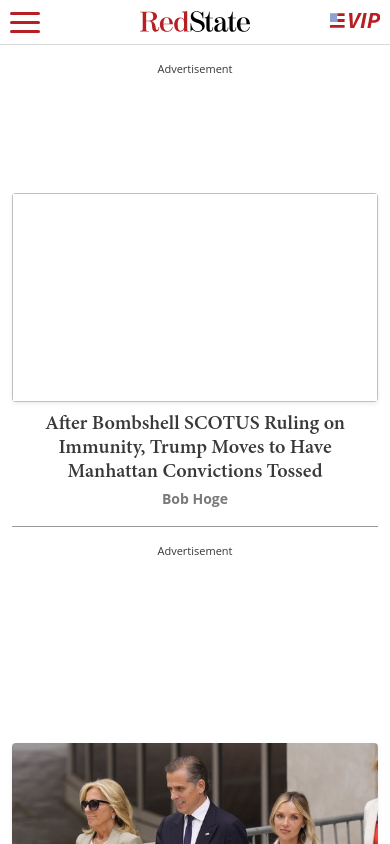 RedState
VIP
Advertisement
After Bombshell SCOTUS Ruling on
Immunity, Trump Moves to Have
Manhattan Convictions Tossed
Bob Hoge
Advertisement